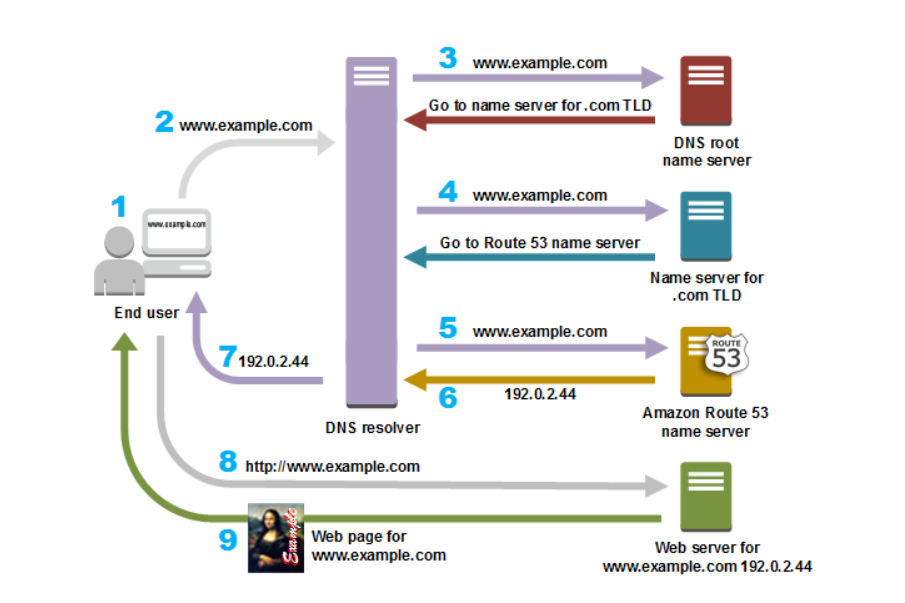 3 www.example.com
Go to name server for .com TLD
DNS root
name server
2 www.example.com
1
www.example.com
End user
4 www.example.com
Go to Route 53 name server
Name server for
.com TLD
5 www.example.com
ROUTE
53
6 192.0.2.44
Amazon Route 53
name server
7 192.0.2.44
DNS resolver
8 http://www.example.com
9 Example
Web page for
www.example.com
Web server for
www.example.com 192.0.2.44